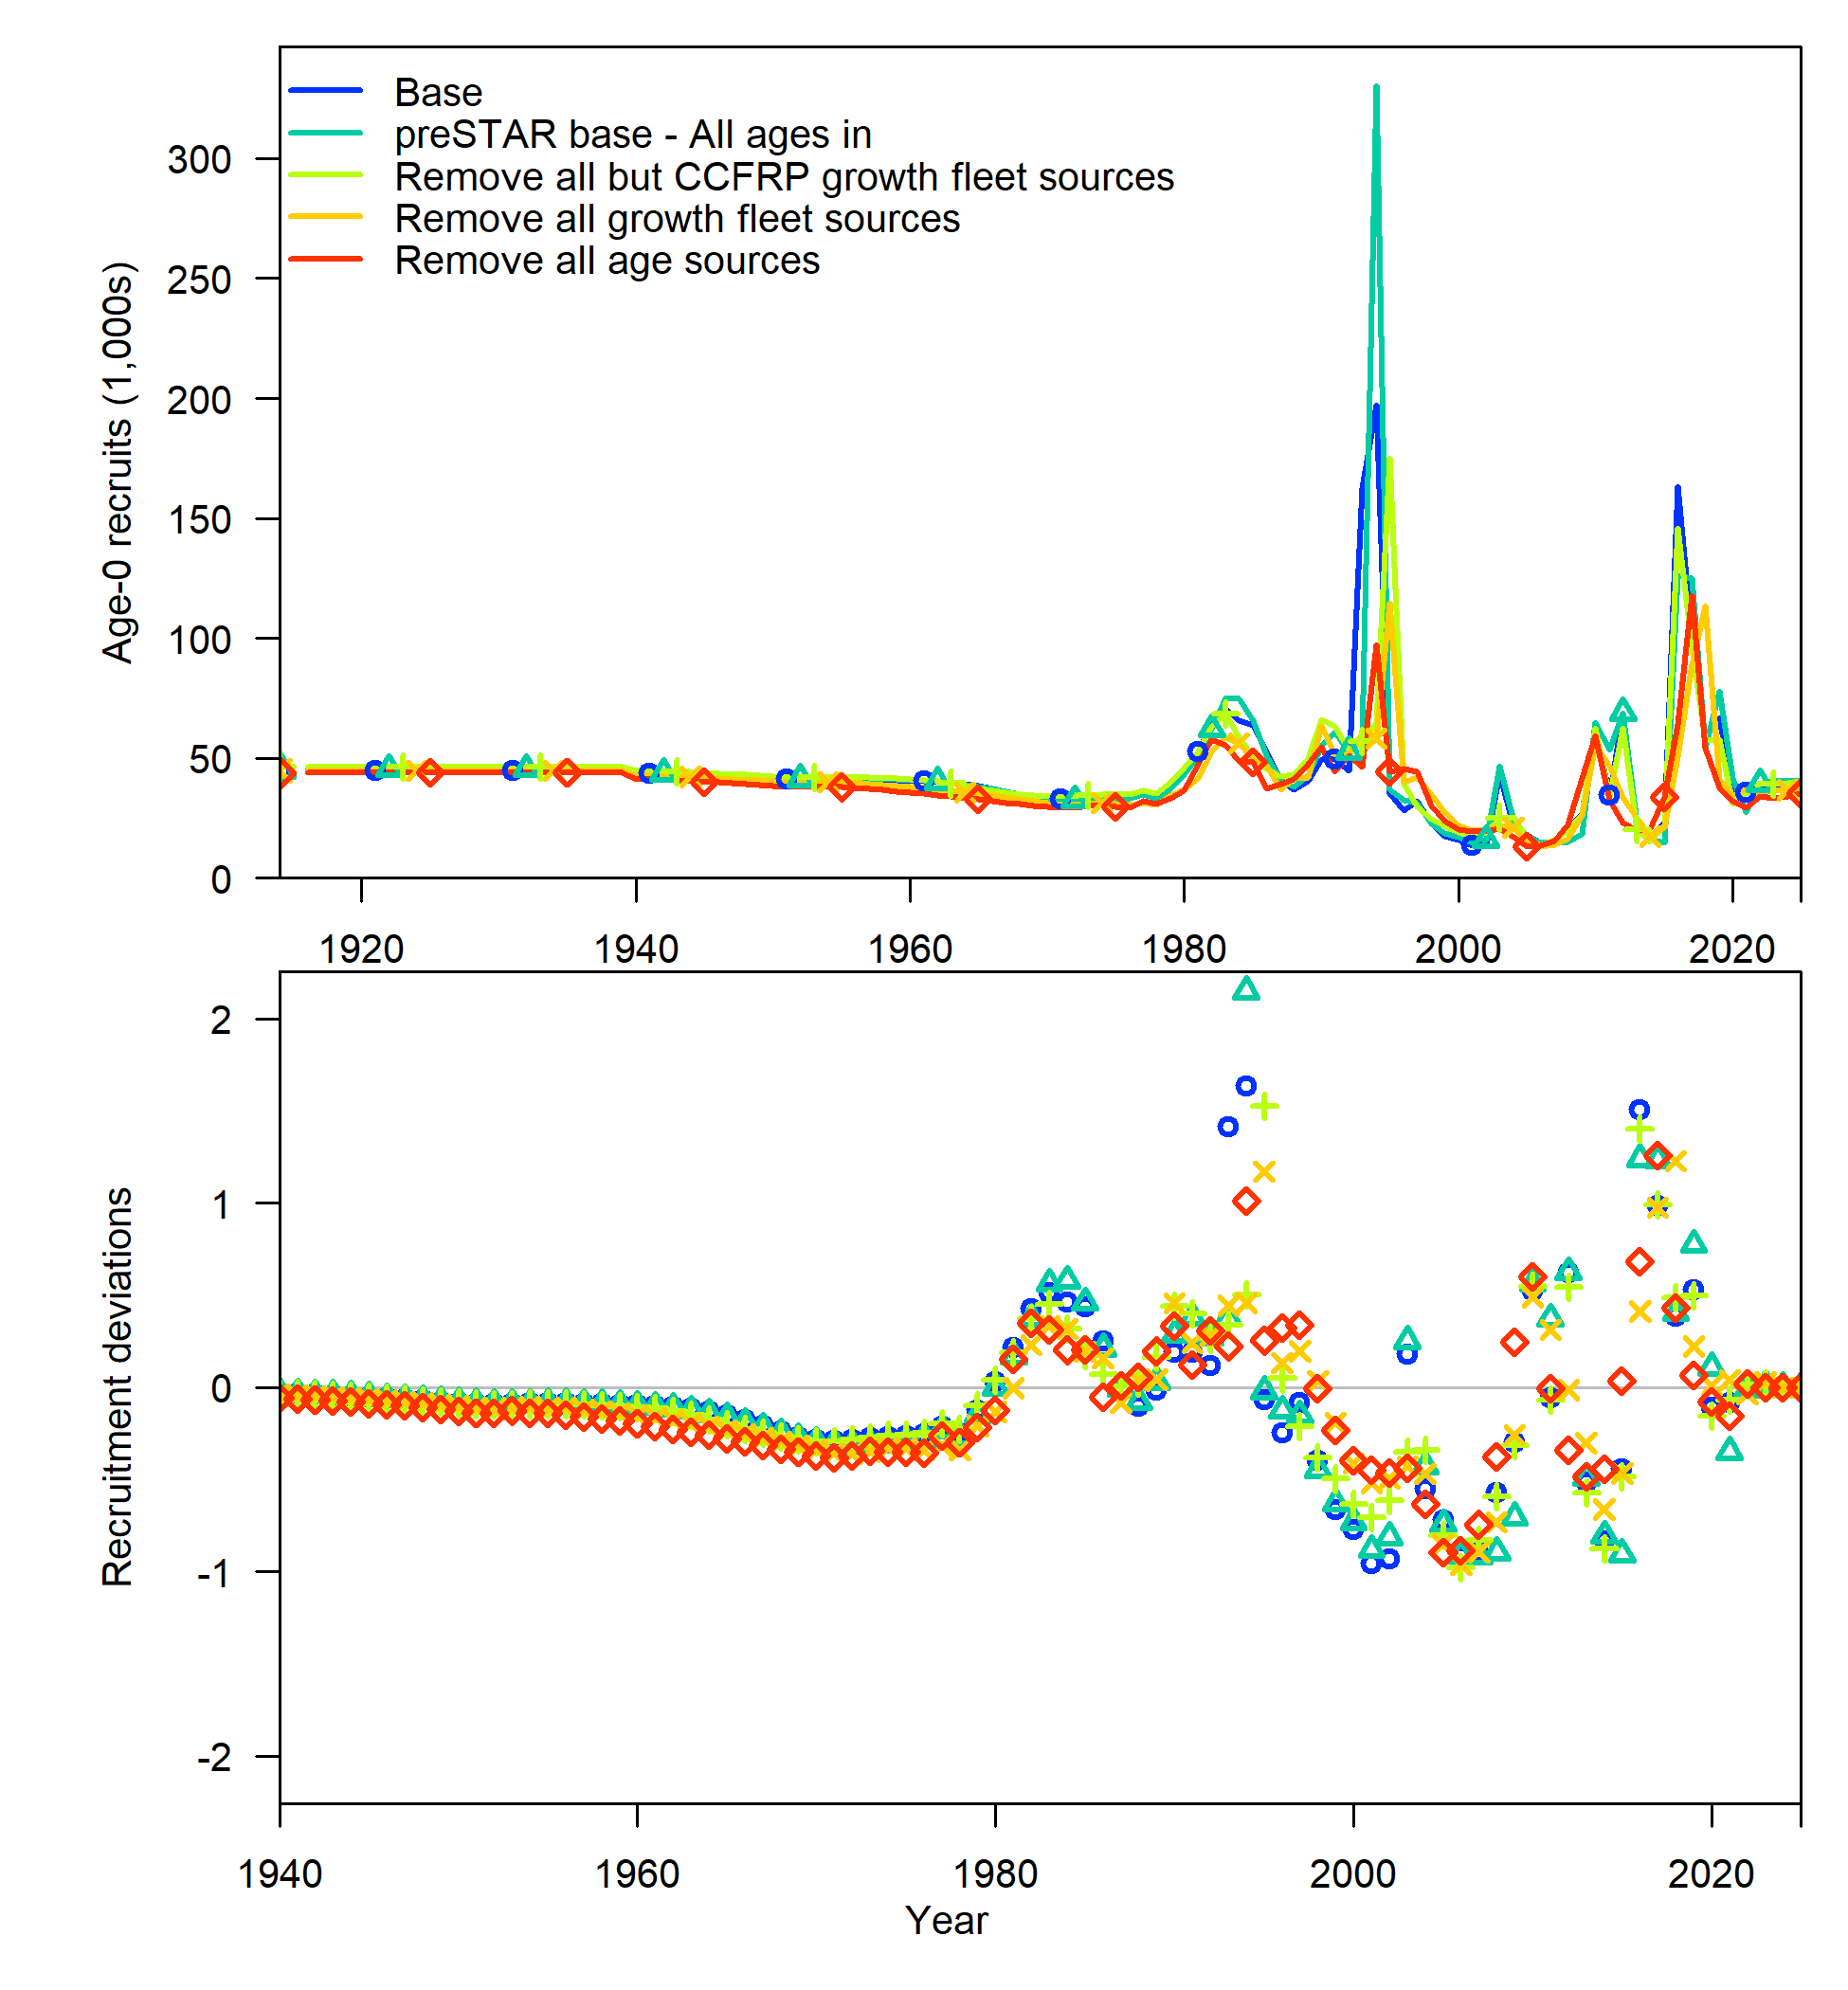 Base
preSTAR base - All ages in
Remove all but CCFRP growth fleet sources
Remove all growth fleet sources
Remove all age sources
Age-0 recruits (1,000s)
300
250
200
150
100
50
0
1920 1940 1960 1980 2000 2020
Recruitment deviations
2
1
0
-1
-2
1940 1960 1980 2000 2020
Year